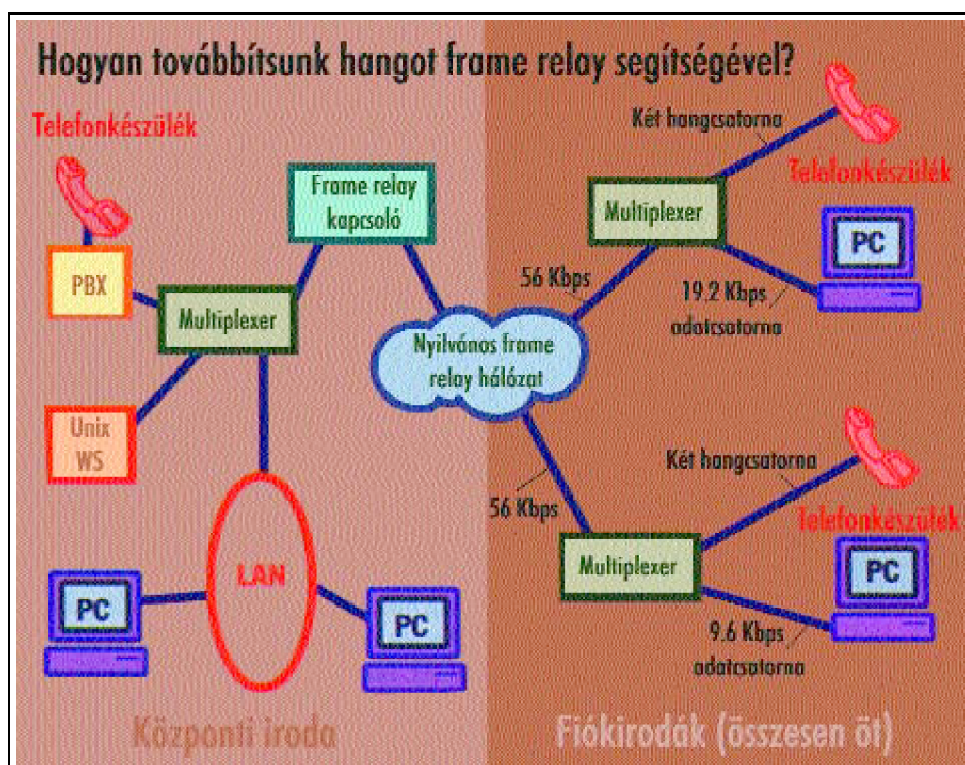 Hogyan továbbítsunk hangot frame relay segítségével?
Telefonkészülék
PBX
Unix
WS
Multiplexer
Frame relay
kapcsoló
LAN
PC
PC
Központi iroda
Nyilvános frame
relay hálózat
56 Kbps
Multiplexer
Két hangcsatorna
Telefonkészülék
PC
19.2 Kbps
adatcsatorna
56 Kbps
Multiplexer
Két hangcsatorna
Telefonkészülék
PC
9.6 Kbps
adatcsatorna
Fiókirodák (összesen öt)